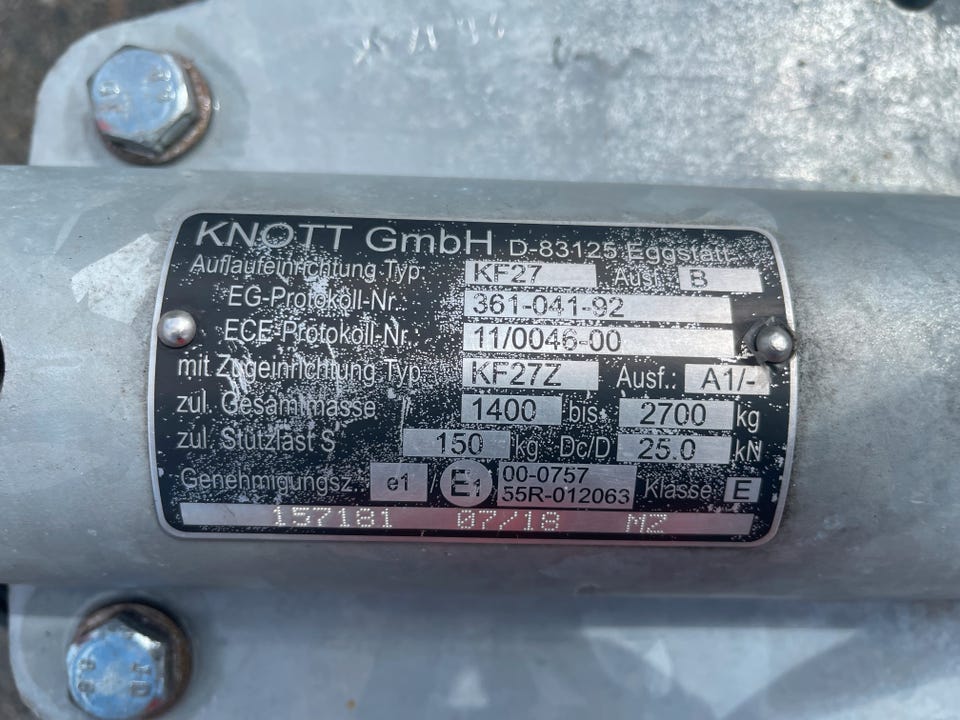 KNOTT GmbH D-83125 Eggstätt
Auflaufeinrichtung Typ: KF27 Ausf.: B
EG-Protokoll-Nr. 361-041-92
ECE-Protokoll-Nr. 11/0046-00
mit Zugeinrichtung Typ: KF27Z Ausf.: A1/-
zul. Gesamtmasse 1400 bis 2700 kg
zul. Stützlast S 150 kg Dc/D 25.0 kN
Genehmigungsz. e1 / E1 00-0757
55R-012063 Klasse E
157181 07/18 MZ